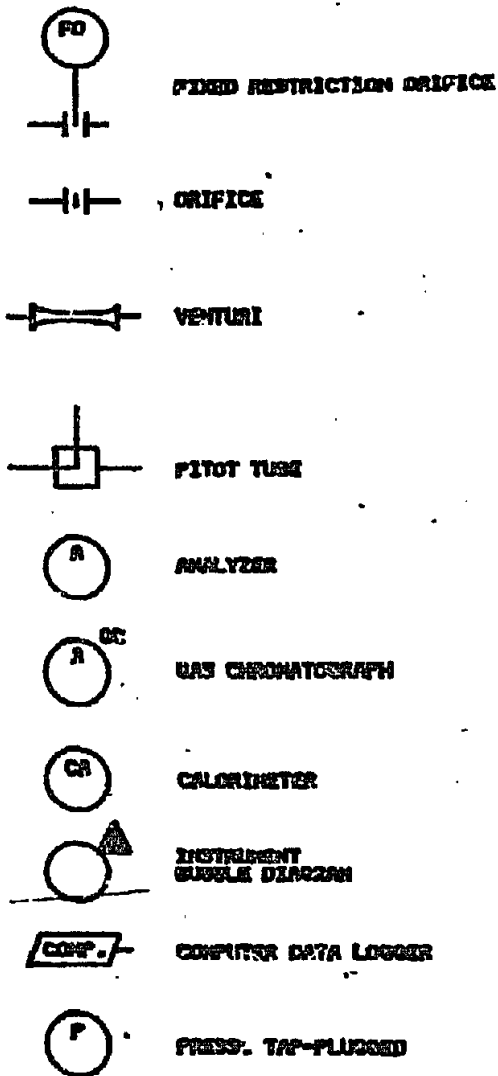 FO
FIXED RESTRICTION ORIFICE
ORIFICE
VENTURI
PITOT TUBE
A
ANALYZER
A GC
GAS CHROMATOGRAPH
CA
CALORIMETER
INSTRUMENT
BUBBLE DIAGRAM
COMP.
COMPUTER DATA LOGGER
P
PRESS. TAP-PLUGGED